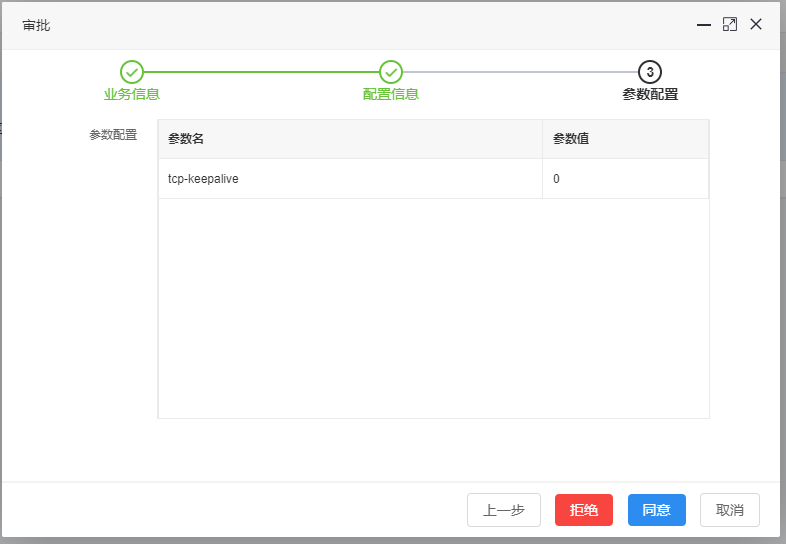 审批
3
业务信息 配置信息 参数配置
参数配置 参数名 参数值
tcp-keepalive 0
上一步 拒绝 同意 取消